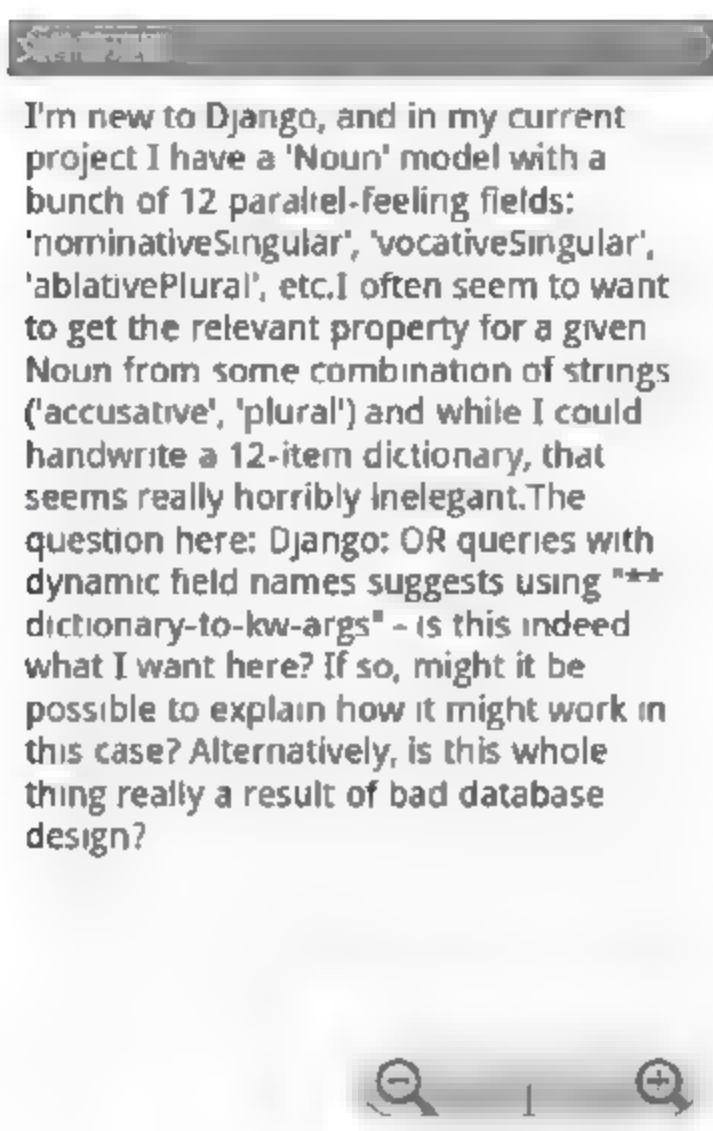 I'm new to Django, and in my current
project I have a 'Noun' model with a
bunch of 12 parallel-feeling fields:
'nominativeSingular', 'vocativeSingular',
'ablativePlural', etc.I often seem to want
to get the relevant property for a given
Noun from some combination of strings
('accusative', 'plural') and while I could
handwrite a 12-item dictionary, that
seems really horribly inelegant.The
question here: Django: OR queries with
dynamic field names suggests using "**
dictionary-to-kw-args" - is this indeed
what I want here? If so, might it be
possible to explain how it might work in
this case? Alternatively, is this whole
thing really a result of bad database
design?